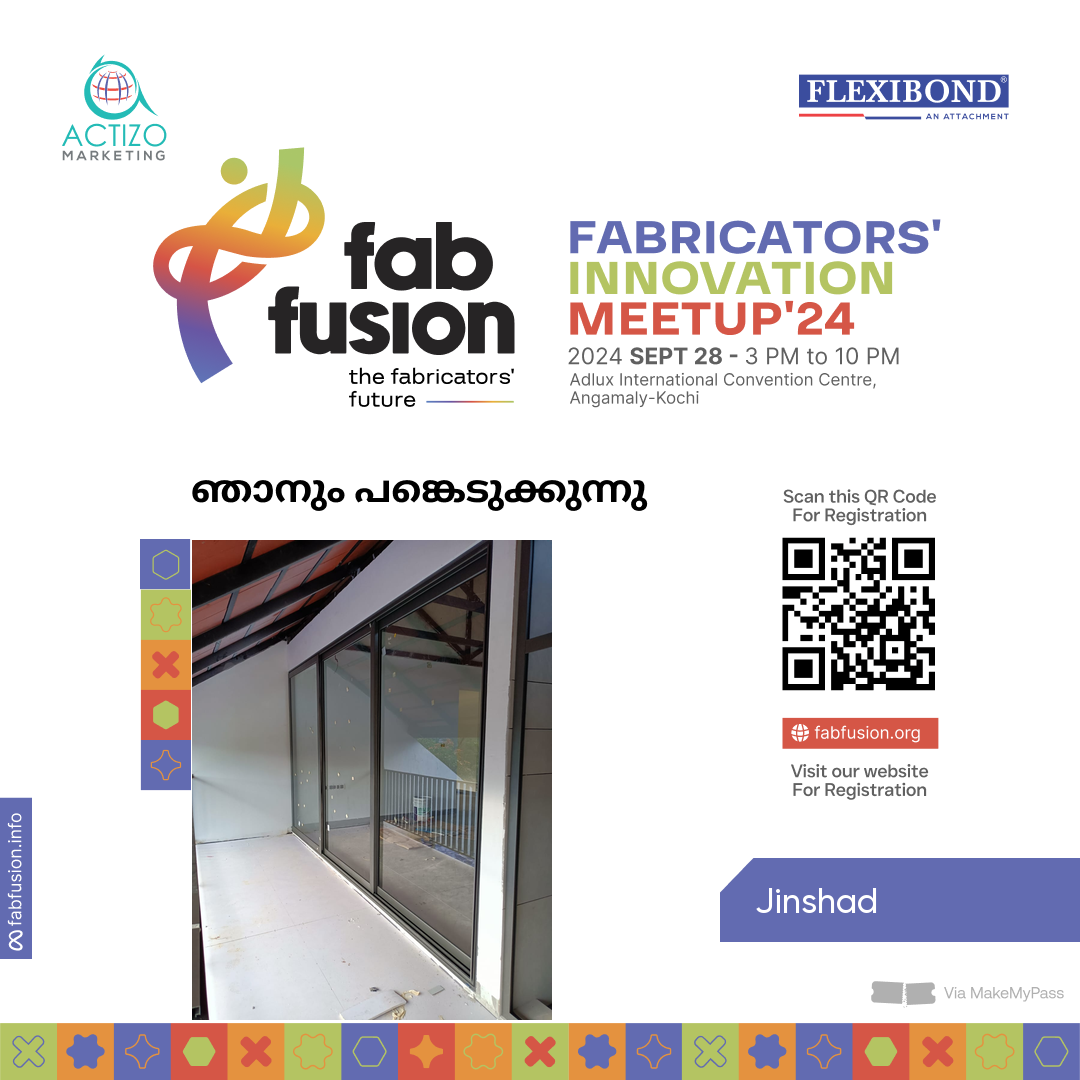 ACTIZO
MARKETING
FLEXIBOND®
AN ATTACHMENT
fab
fusion
the fabricators'
future
FABRICATORS'
INNOVATION
MEETUP'24
2024 SEPT 28 - 3 PM to 10 PM
Adlux International Convention Centre,
Angamaly-Kochi
ഞാനും പങ്കെടുക്കുന്നു
Scan this QR Code
For Registration
fabfusion.org
Visit our website
For Registration
fabfusion.info
Jinshad
Via MakeMyPass